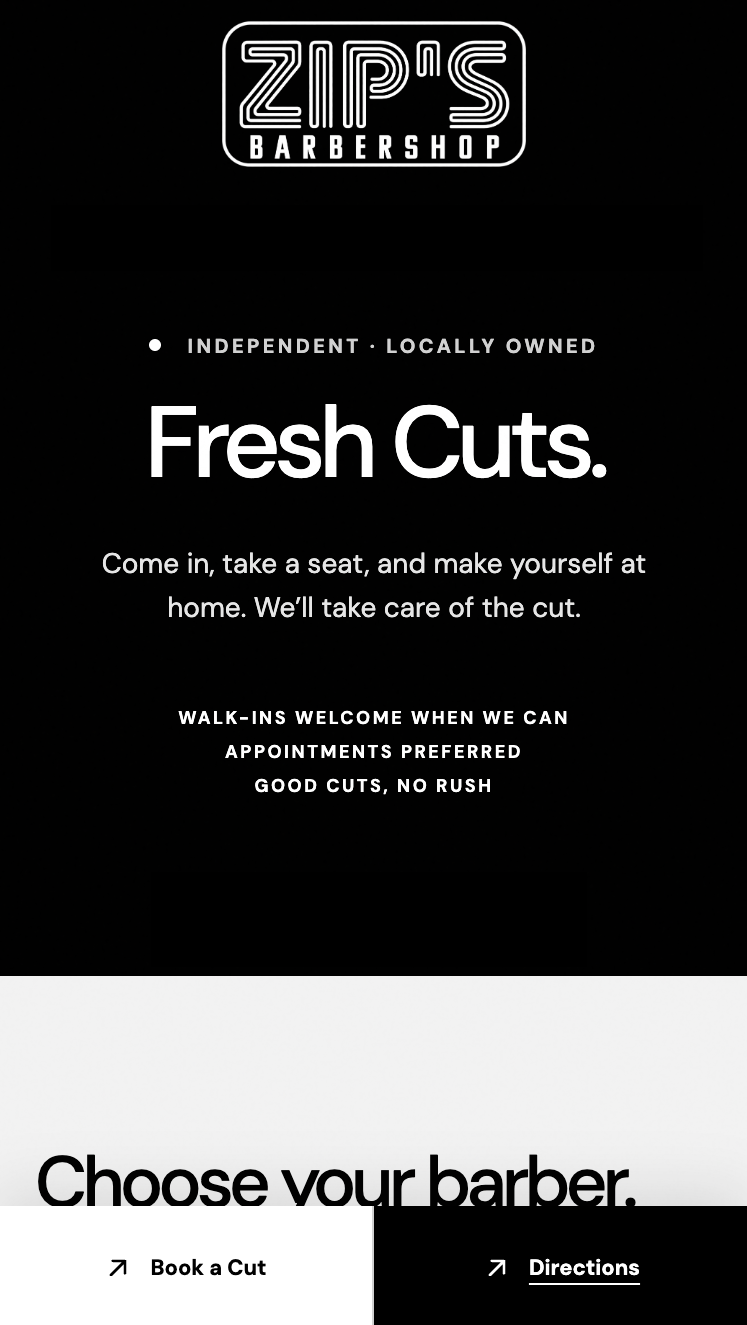 ZIP'S
BARBERSHOP
INDEPENDENT · LOCALLY OWNED
Fresh Cuts.
Come in, take a seat, and make yourself at
home. We’ll take care of the cut.
WALK-INS WELCOME WHEN WE CAN
APPOINTMENTS PREFERRED
GOOD CUTS, NO RUSH
Choose your barber.
Book a Cut
Directions